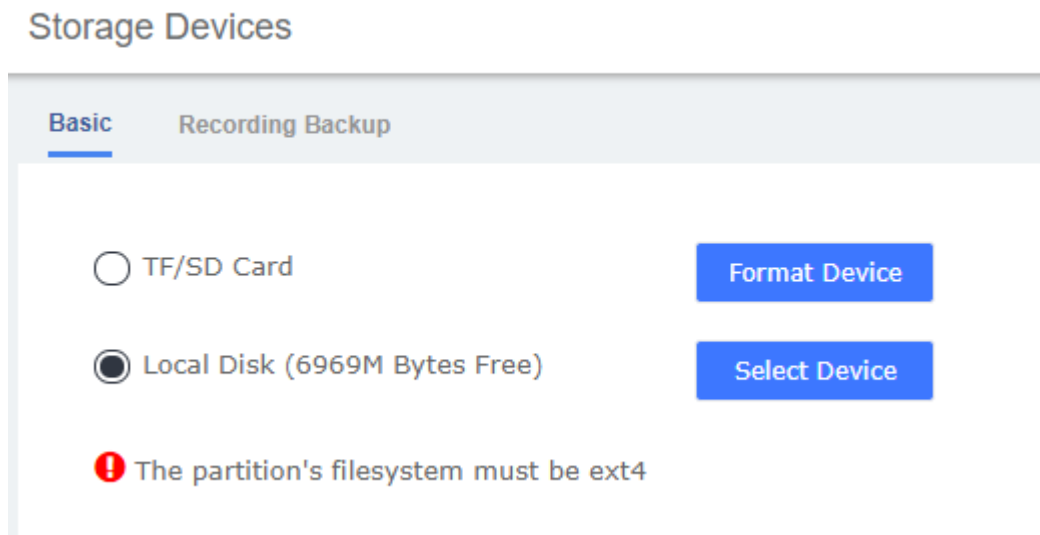 Storage Devices
Basic Recording Backup
TF/SD Card Format Device
Local Disk (6969M Bytes Free) Select Device
The partition's filesystem must be ext4